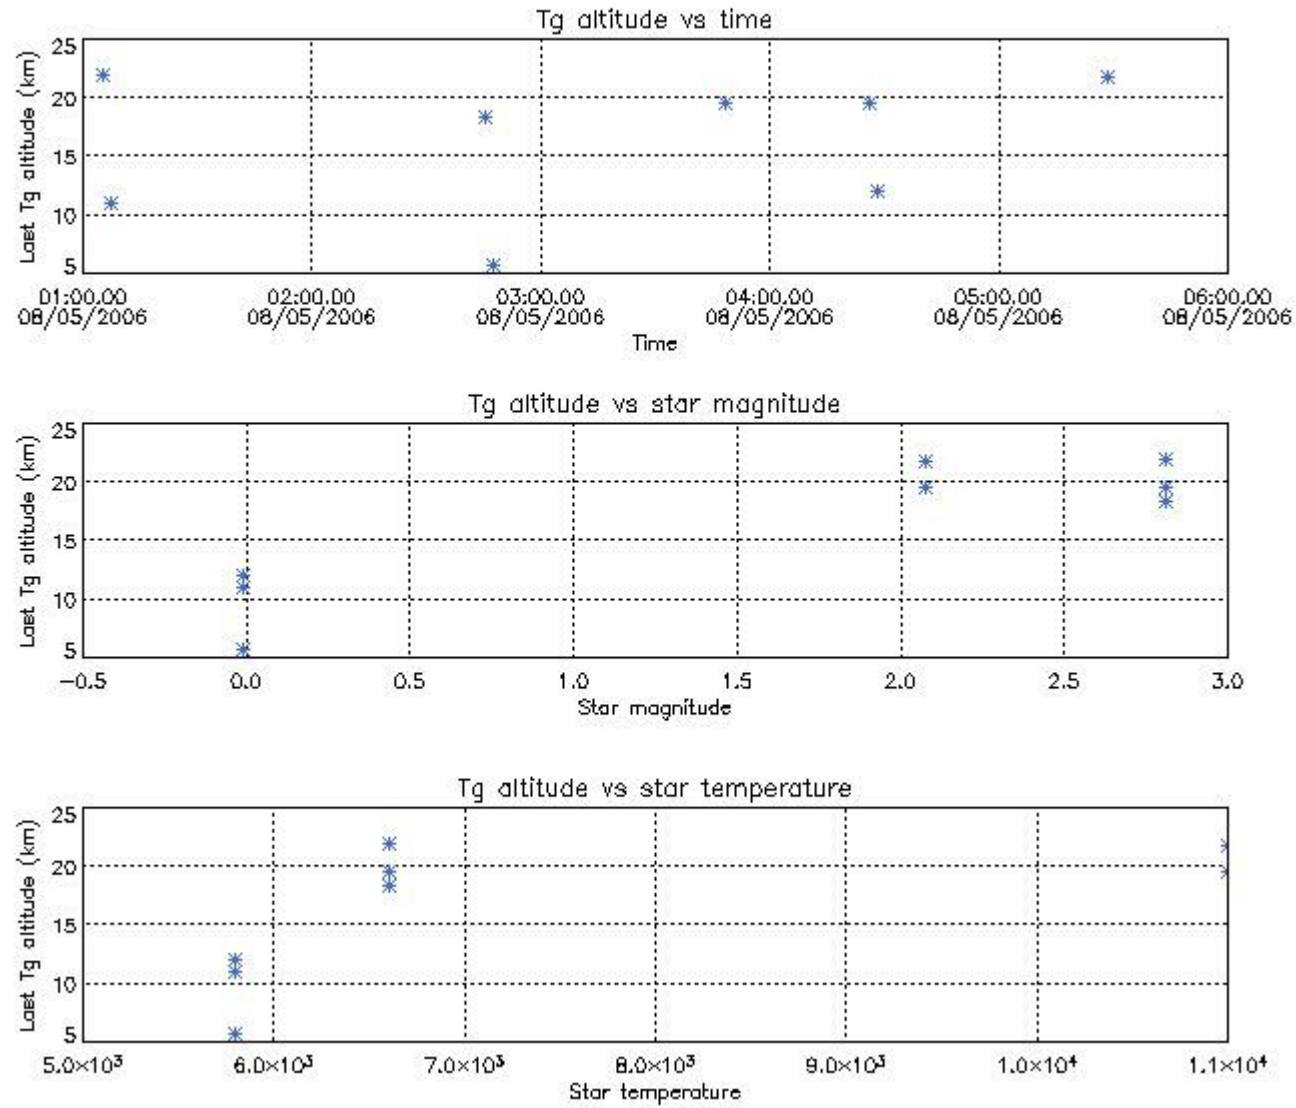 Tg altitude vs time
Last Tg altitude (km)
25
20
15
10
5
01:00.00 02:00.00 03:00.00 04:00.00 05:00.00 06:00.00
08/05/2006 08/05/2006 08/05/2006 08/05/2006 08/05/2006 08/05/2006
Time
Tg altitude vs star magnitude
Last Tg altitude (km)
25
20
15
10
5
-0.5 0.0 0.5 1.0 1.5 2.0 2.5 3.0
Star magnitude
Tg altitude vs star temperature
Last Tg altitude (km)
25
20
15
10
5
5.0×10³ 6.0×10³ 7.0×10³ 8.0×10³ 9.0×10³ 1.0×10⁴ 1.1×10⁴
Star temperature